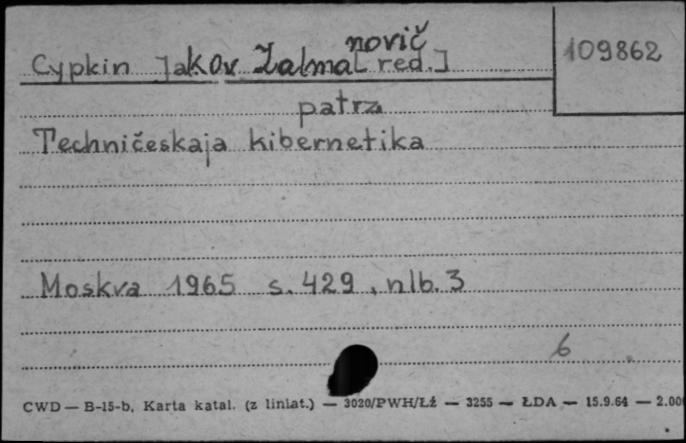 Cypkin Jakov Zalmanovič [red.]
109862
patrz
Techničeskaja kibernetika
Moskva 1965 s. 429, nlb. 3
6
CWD — B-15-b, Karta katal. (z liniat.) — 3020/PWH/Łź — 3255 — ŁDA — 15.9.64 — 2.00